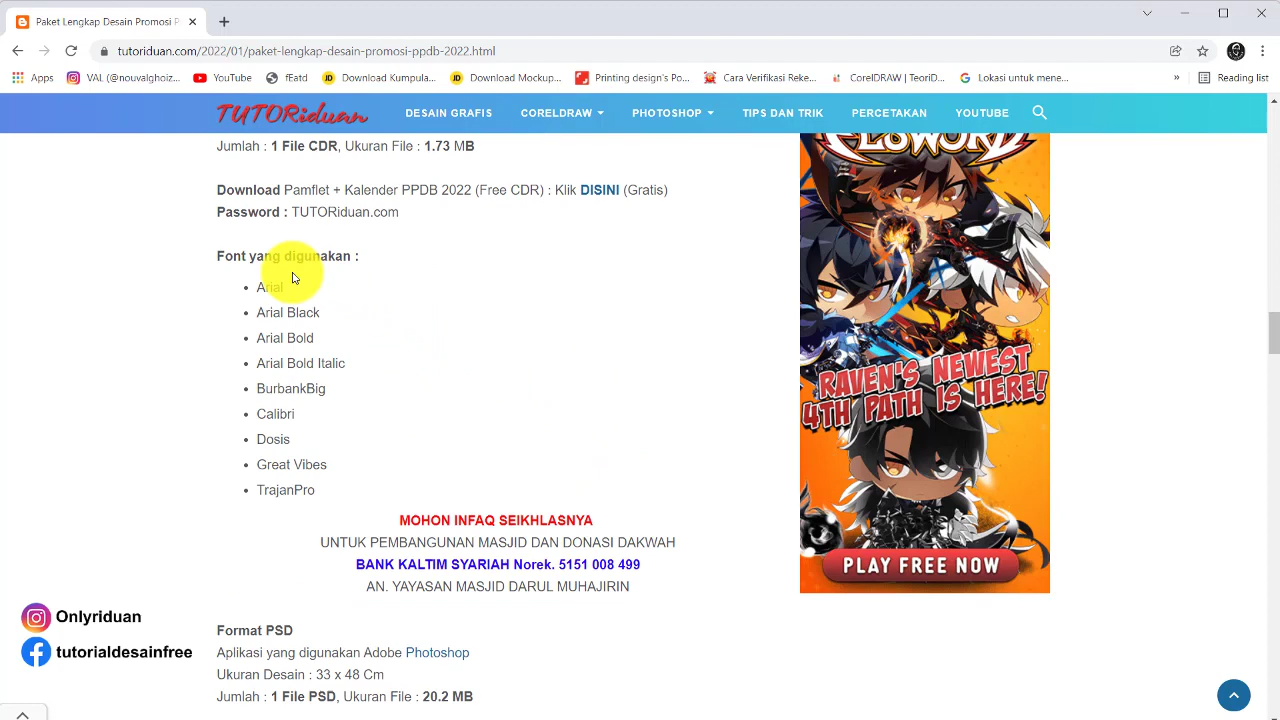 Paket Lengkap Desain Promosi PP
tutoriduan.com/2022/01/paket-lengkap-desain-promosi-ppdb-2022.html
Apps
VAL (@nouvalghoiz...
YouTube
fEatd
Download Kumpula...
Download Mockup...
Printing design's Po...
Cara Verifikasi Reke...
CorelDRAW | TeoriD...
Lokasi untuk mene...
»
Reading list
TUTORiduan
DESAIN GRAFIS
CORELDRAW
PHOTOSHOP
TIPS DAN TRIK
PERCETAKAN
YOUTUBE
Jumlah : 1 File CDR, Ukuran File : 1.73 MB
Download Pamflet + Kalender PPDB 2022 (Free CDR) : Klik DISINI (Gratis)
Password : TUTORiduan.com
Font yang digunakan :
• Arial
• Arial Black
• Arial Bold
• Arial Bold Italic
• BurbankBig
• Calibri
• Dosis
• Great Vibes
• TrajanPro
MOHON INFAQ SEIKHLASNYA
UNTUK PEMBANGUNAN MASJID DAN DONASI DAKWAH
BANK KALTIM SYARIAH Norek. 5151 008 499
AN. YAYASAN MASJID DARUL MUHAJIRIN
Format PSD
Aplikasi yang digunakan Adobe Photoshop
Ukuran Desain : 33 x 48 Cm
Jumlah : 1 File PSD, Ukuran File : 20.2 MB
RAVEN'S NEWEST
4TH PATH IS HERE!
PLAY FREE NOW
Onlyriduan
tutorialdesainfree